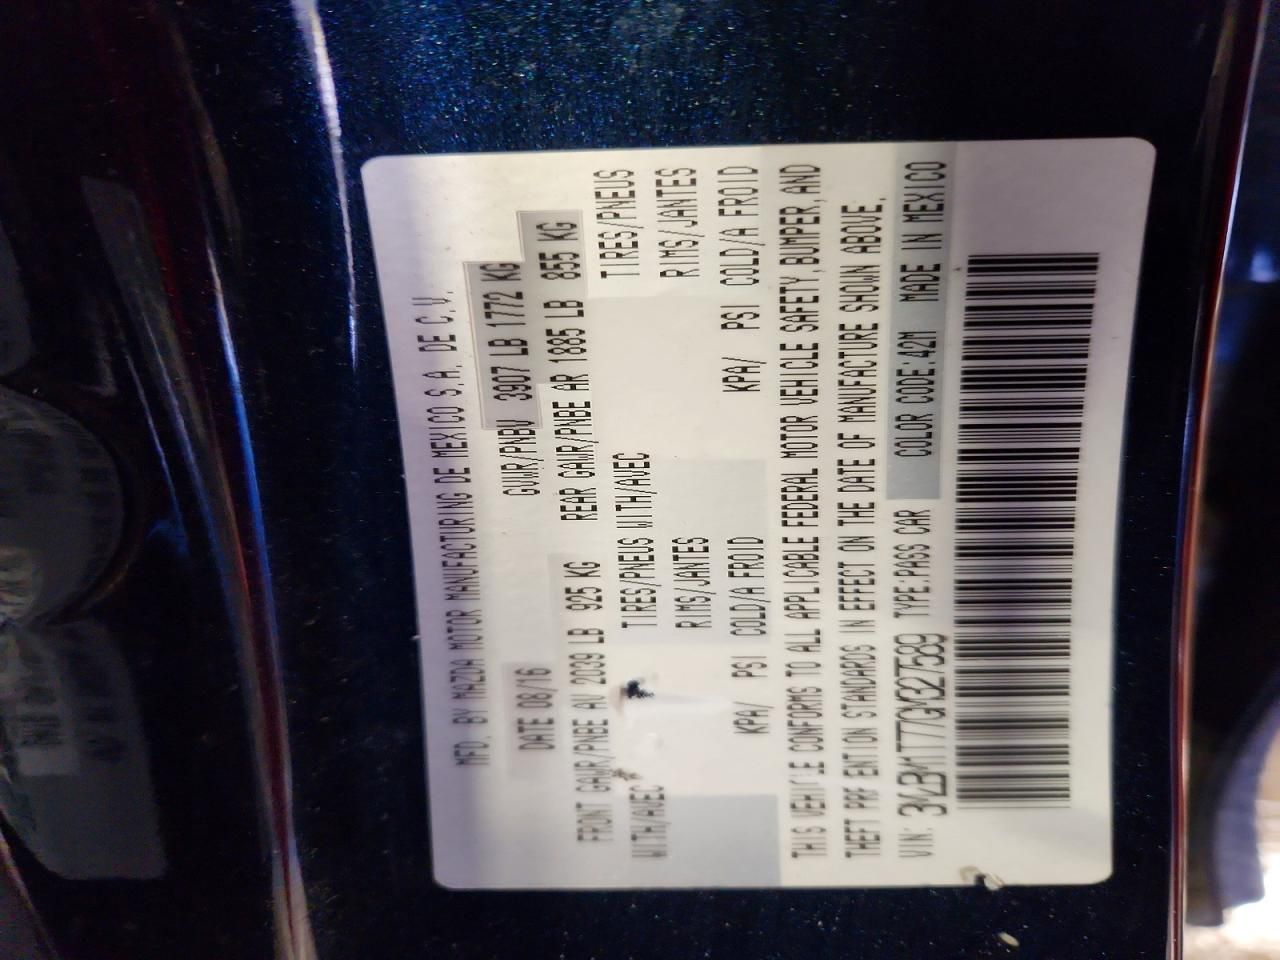 MFD. BY MAZDA MOTOR MANUFACTURING DE MEXICO S.A. DE C.V.
DATE 08/16 GVWR/PNBV 3907 LB 1772 KG
FRONT GAWR/PNBE AV 2039 LB 925 KG REAR GAWR/PNBE AR 1885 LB 855 KG
WITH/AVEC TIRES/PNEUS WITH/AVEC TIRES/PNEUS
RIMS/JANTES RIMS/JANTES
KPA/ PSI COLD/A FROID KPA/ PSI COLD/A FROID
THIS VEHICLE CONFORMS TO ALL APPLICABLE FEDERAL MOTOR VEHICLE SAFETY, BUMPER, AND
THEFT PREVENTION STANDARDS IN EFFECT ON THE DATE OF MANUFACTURE SHOWN ABOVE.
VIN: 3MZBM1T77GM327589 TYPE:PASS CAR COLOR CODE:42M MADE IN MEXICO